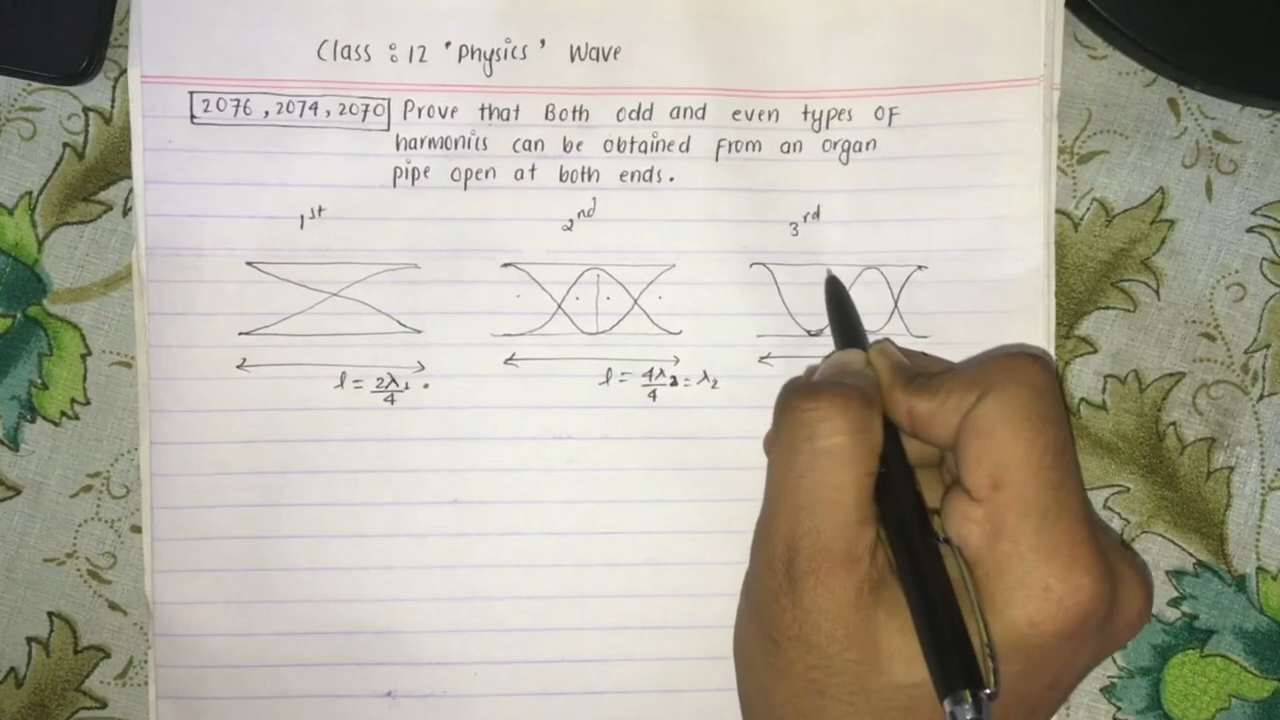 Class : 12 'Physics' Wave
2076, 2074, 2070 Prove that Both odd and even types of
harmonics can be obtained from an organ
pipe open at both ends.
1st 2nd 3rd
l = 2λ₁/4 . l = 4λ₂/4 = λ₂